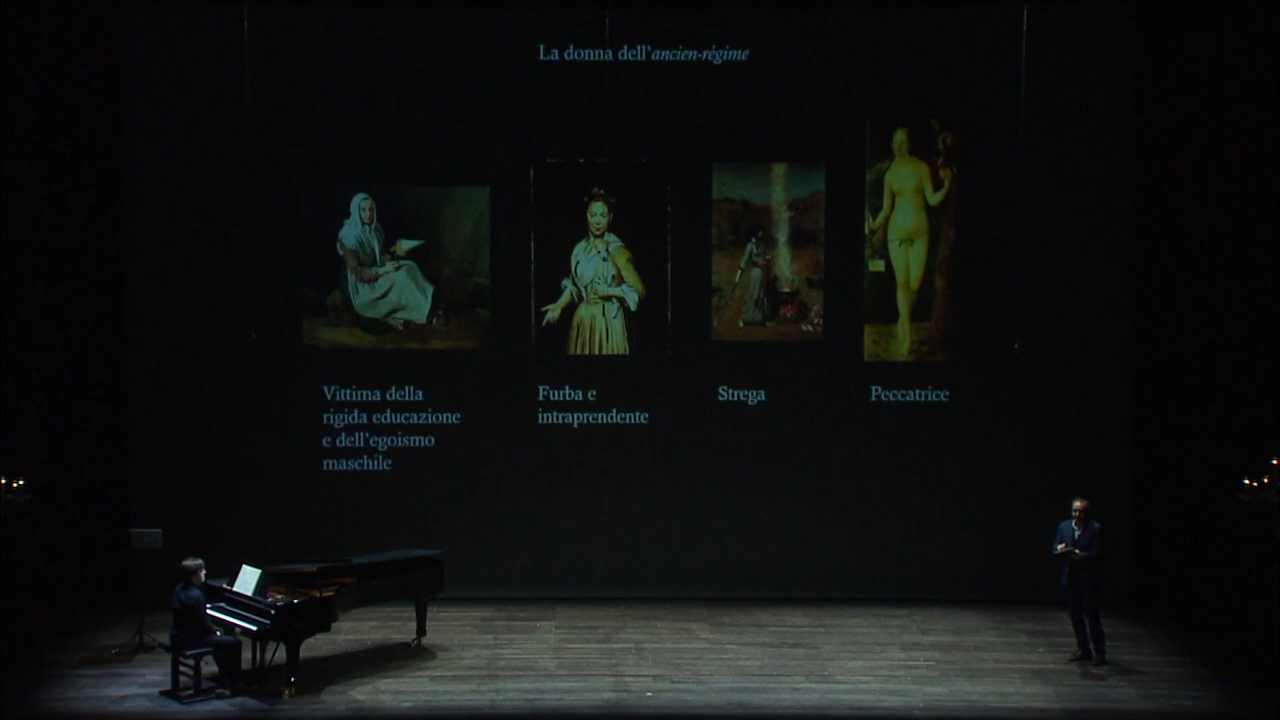 La donna dell'ancien-régime
Vittima della
rigida educazione
e dell'egoismo
maschile
Furba e
intraprendente
Strega
Peccatrice